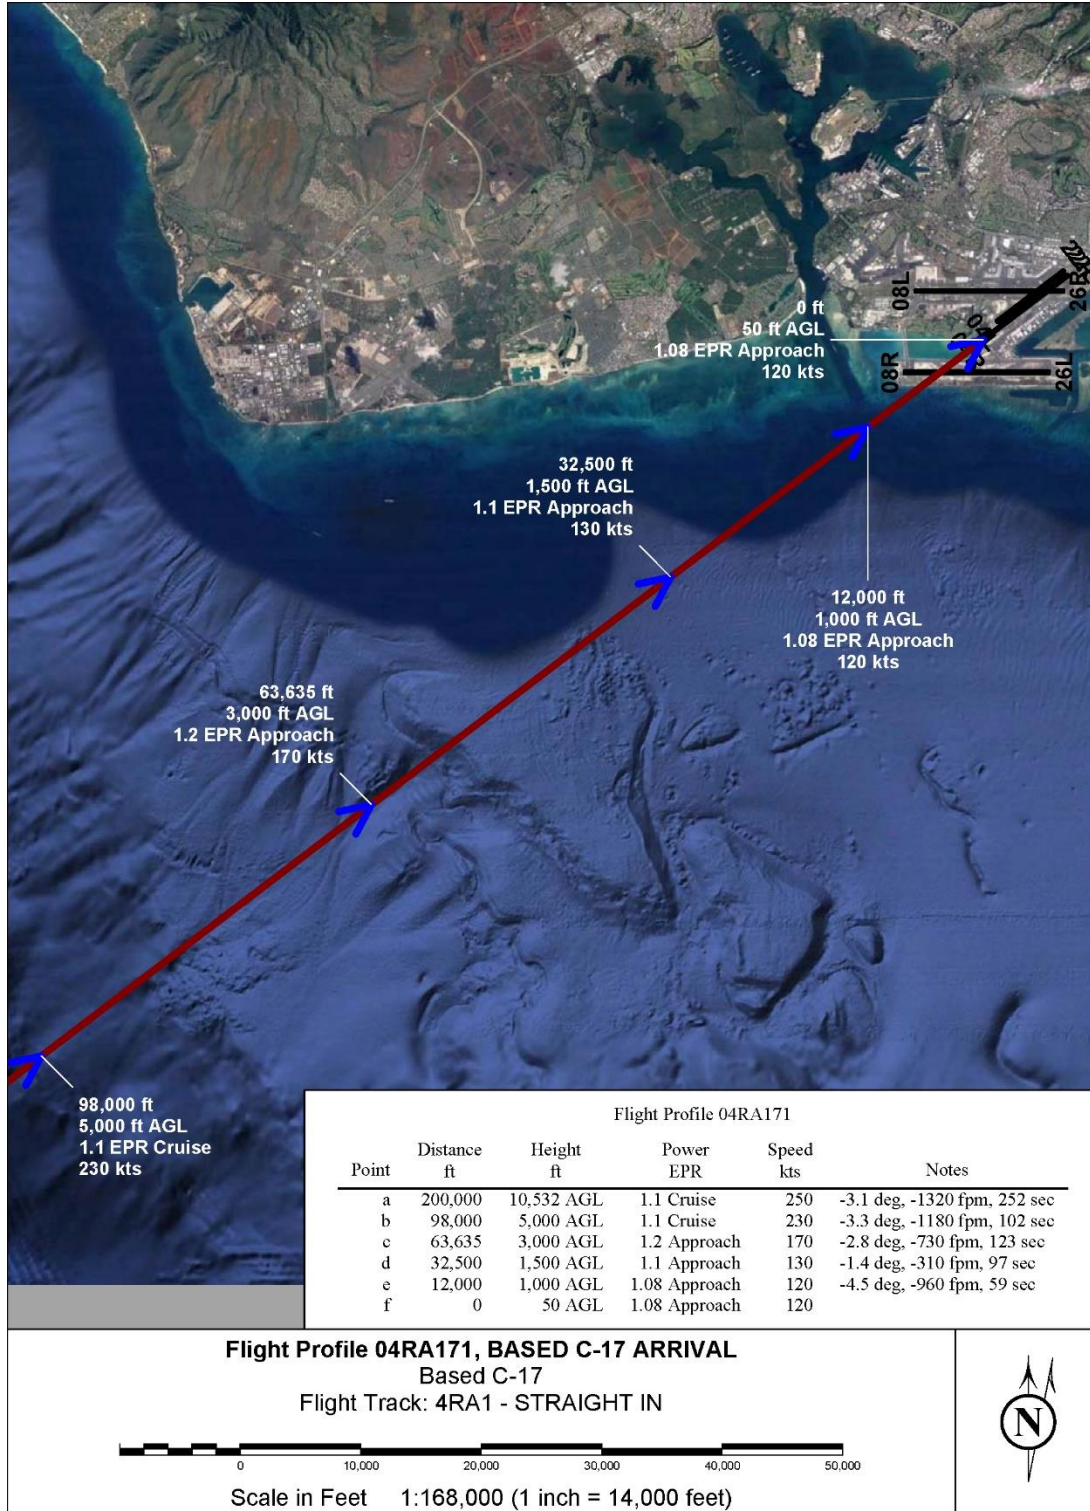 08L
26R
0 ft
50 ft AGL
1.08 EPR Approach
120 kts
08R
26L
32,500 ft
1,500 ft AGL
1.1 EPR Approach
130 kts
12,000 ft
1,000 ft AGL
1.08 EPR Approach
120 kts
63,635 ft
3,000 ft AGL
1.2 EPR Approach
170 kts
98,000 ft
5,000 ft AGL
1.1 EPR Cruise
230 kts
Flight Profile 04RA171
Distance Height Power Speed
Point ft ft EPR kts Notes
a 200,000 10,532 AGL 1.1 Cruise 250 -3.1 deg, -1320 fpm, 252 sec
b 98,000 5,000 AGL 1.1 Cruise 230 -3.3 deg, -1180 fpm, 102 sec
c 63,635 3,000 AGL 1.2 Approach 170 -2.8 deg, -730 fpm, 123 sec
d 32,500 1,500 AGL 1.1 Approach 130 -1.4 deg, -310 fpm, 97 sec
e 12,000 1,000 AGL 1.08 Approach 120 -4.5 deg, -960 fpm, 59 sec
f 0 50 AGL 1.08 Approach 120
Flight Profile 04RA171, BASED C-17 ARRIVAL
Based C-17
Flight Track: 4RA1 - STRAIGHT IN
0 10,000 20,000 30,000 40,000 50,000
Scale in Feet 1:168,000 (1 inch = 14,000 feet)
N